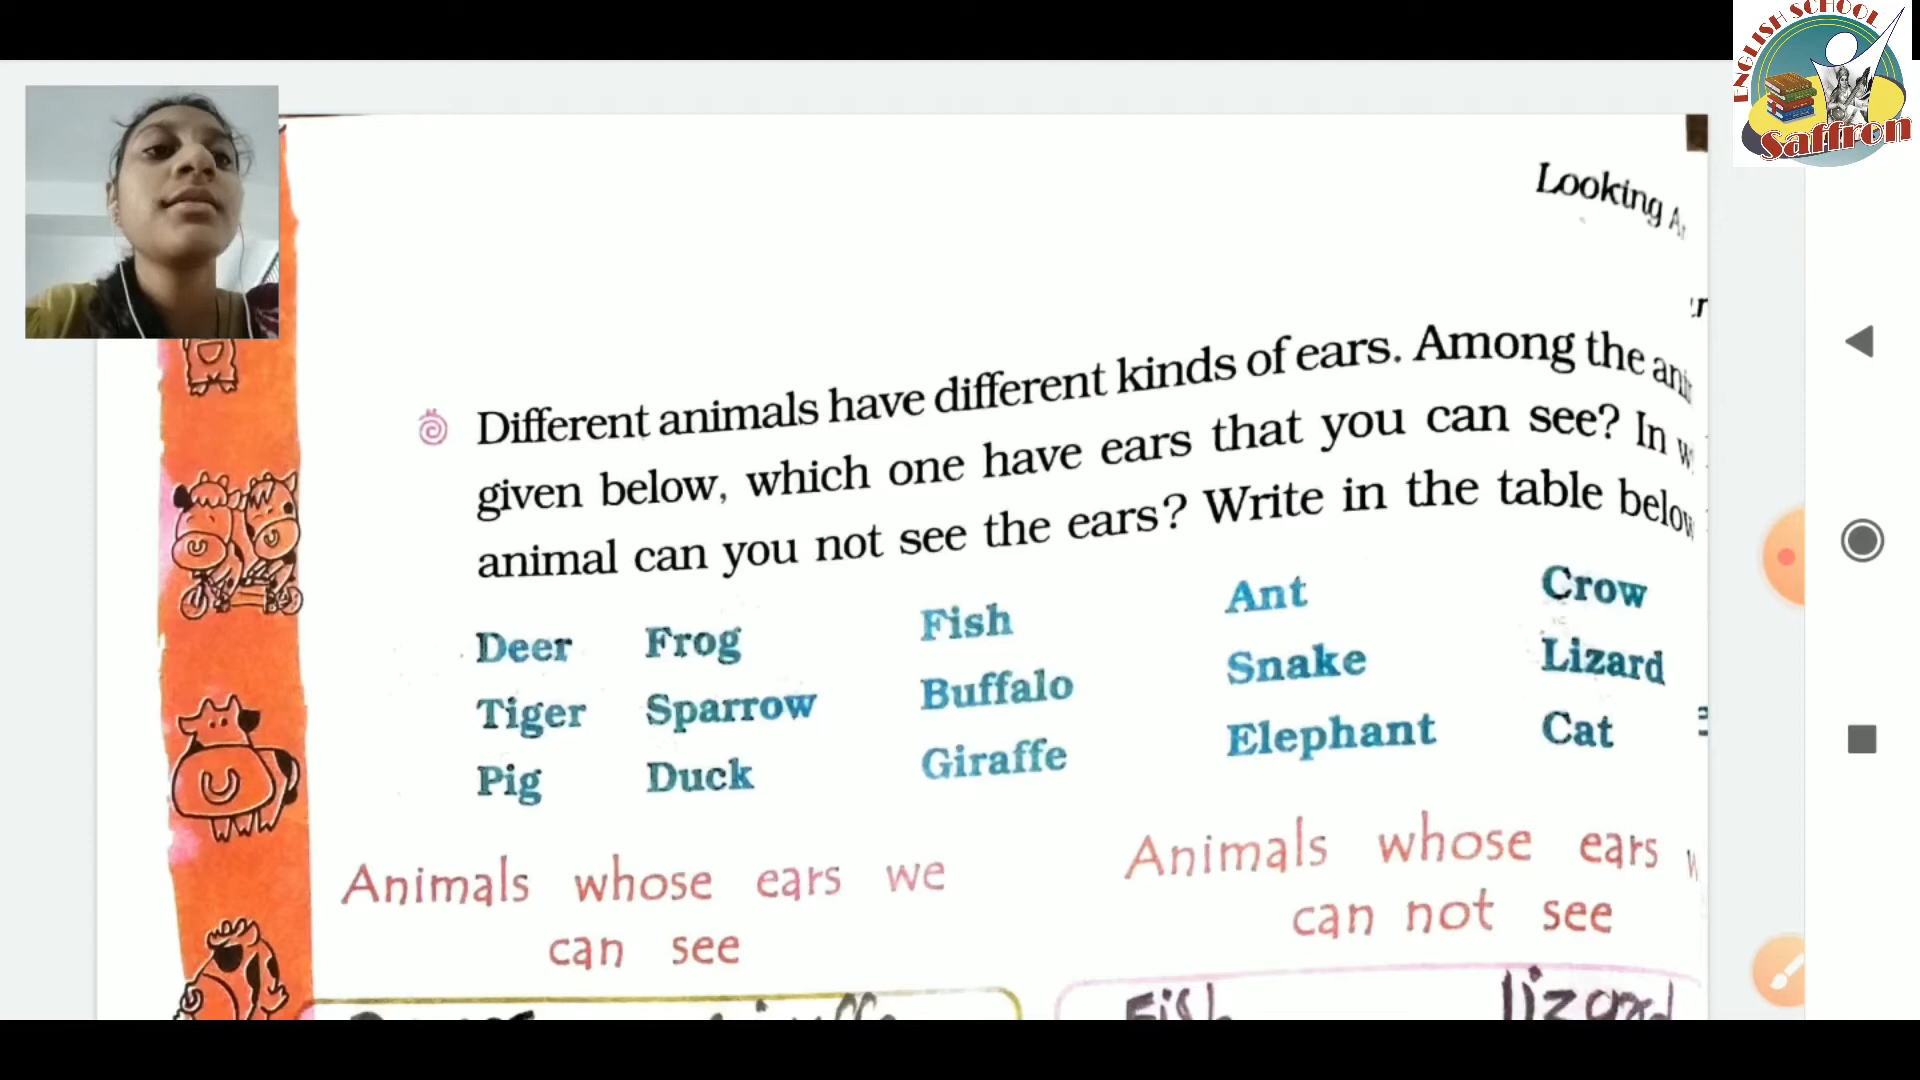 ENGLISH SCHOOL
Saffron
Looking
Different animals have different kinds of ears. Among the
given below, which one have ears that you can see? In
animal can you not see the ears? Write in the table
Deer Frog Fish Ant Crow
Tiger Sparrow Buffalo Snake Lizard
Pig Duck Giraffe Elephant Cat
Animals whose ears we
can see
Animals whose ears
can not see
Fish lizard